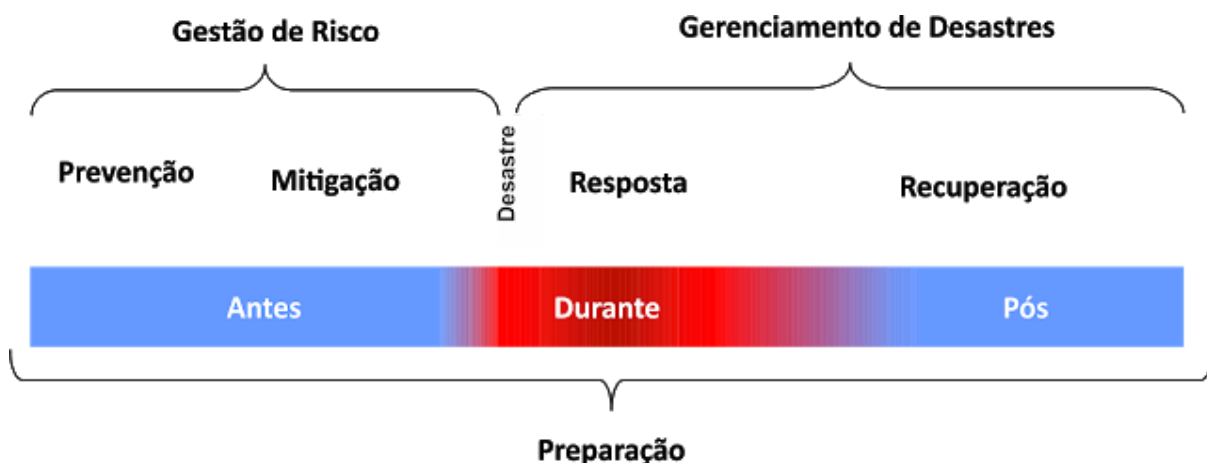 Gestão de Risco
Gerenciamento de Desastres
Prevenção
Mitigação
Desastre
Resposta
Recuperação
Antes
Durante
Pós
Preparação